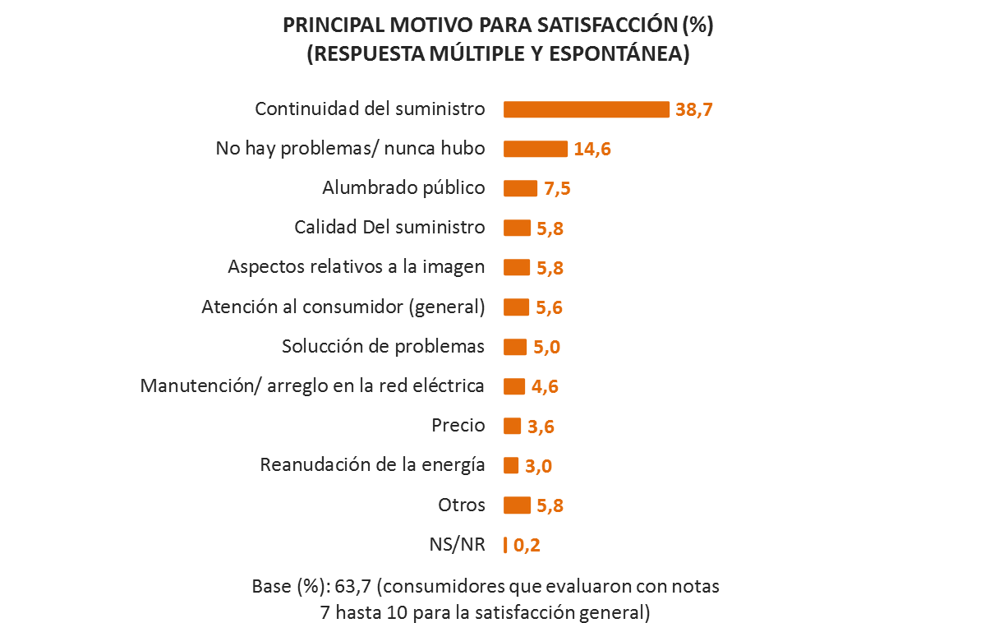 PRINCIPAL MOTIVO PARA SATISFACCIÓN (%)
(RESPUESTA MÚLTIPLE Y ESPONTÁNEA)
Continuidad del suministro 38,7
No hay problemas/ nunca hubo 14,6
Alumbrado público 7,5
Calidad Del suministro 5,8
Aspectos relativos a la imagen 5,8
Atención al consumidor (general) 5,6
Solucción de problemas 5,0
Manutención/ arreglo en la red eléctrica 4,6
Precio 3,6
Reanudación de la energía 3,0
Otros 5,8
NS/NR 0,2
Base (%): 63,7 (consumidores que evaluaron con notas
7 hasta 10 para la satisfacción general)